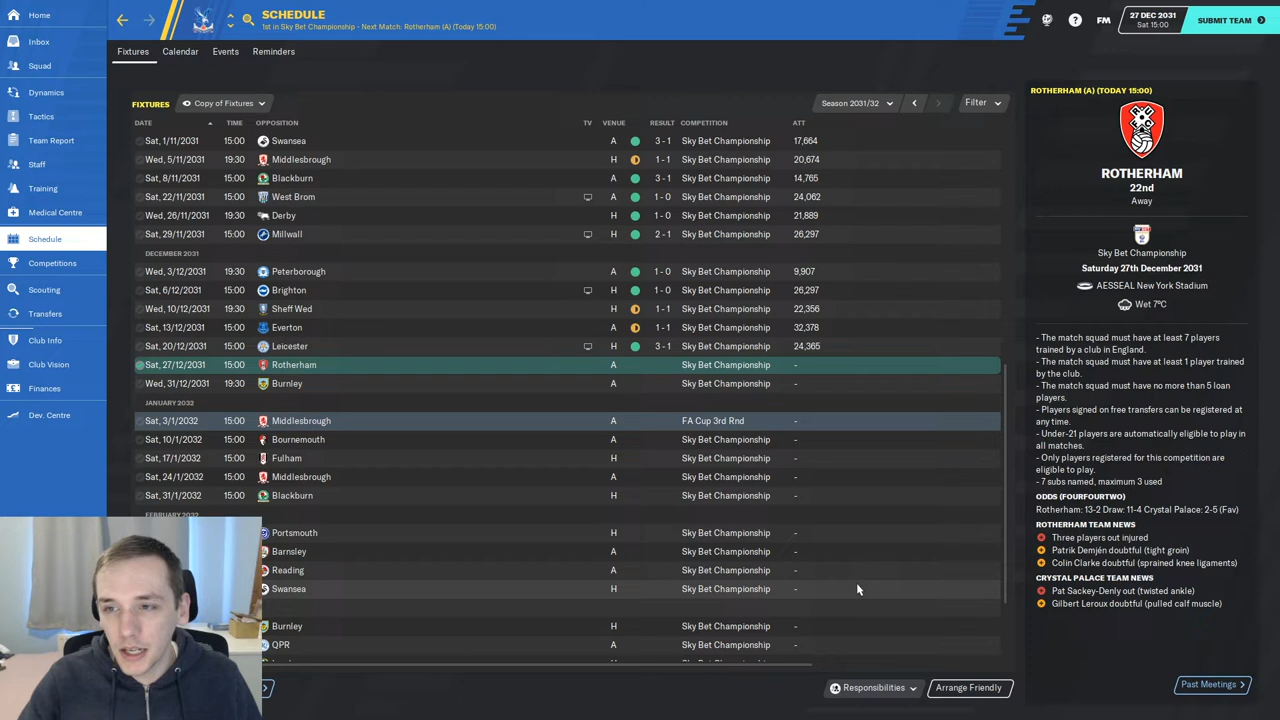 Home
SCHEDULE
1st in Sky Bet Championship - Next Match: Rotherham (A) (Today 15:00)
FM
27 DEC 2031
Sat 15:00
SUBMIT TEAM
Inbox
Squad
Dynamics
Tactics
Team Report
Staff
Training
Medical Centre
Schedule
Competitions
Scouting
Transfers
Club Info
Club Vision
Finances
Dev. Centre
Fixtures Calendar Events Reminders
FIXTURES Copy of Fixtures Season 2031/32 Filter
DATE TIME OPPOSITION TV VENUE RESULT COMPETITION ATT
Sat, 1/11/2031 15:00 Swansea A 3 - 1 Sky Bet Championship 17,664
Wed, 5/11/2031 19:30 Middlesbrough H 1 - 1 Sky Bet Championship 20,674
Sat, 8/11/2031 15:00 Blackburn A 3 - 1 Sky Bet Championship 14,765
Sat, 22/11/2031 15:00 West Brom A 1 - 0 Sky Bet Championship 24,062
Wed, 26/11/2031 19:30 Derby H 1 - 0 Sky Bet Championship 21,889
Sat, 29/11/2031 15:00 Millwall H 2 - 1 Sky Bet Championship 26,297
DECEMBER 2031
Wed, 3/12/2031 19:30 Peterborough A 1 - 0 Sky Bet Championship 9,907
Sat, 6/12/2031 15:00 Brighton H 1 - 0 Sky Bet Championship 26,297
Wed, 10/12/2031 19:30 Sheff Wed H 1 - 1 Sky Bet Championship 22,356
Sat, 13/12/2031 15:00 Everton A 1 - 1 Sky Bet Championship 32,378
Sat, 20/12/2031 15:00 Leicester H 3 - 1 Sky Bet Championship 24,365
Sat, 27/12/2031 15:00 Rotherham A Sky Bet Championship -
Wed, 31/12/2031 19:30 Burnley A Sky Bet Championship -
JANUARY 2032
Sat, 3/1/2032 15:00 Middlesbrough A FA Cup 3rd Rnd -
Sat, 10/1/2032 15:00 Bournemouth A Sky Bet Championship -
Sat, 17/1/2032 15:00 Fulham H Sky Bet Championship -
Sat, 24/1/2032 15:00 Middlesbrough A Sky Bet Championship -
Sat, 31/1/2032 15:00 Blackburn H Sky Bet Championship -
FEBRUARY 2032
Portsmouth H Sky Bet Championship -
Barnsley A Sky Bet Championship -
Reading A Sky Bet Championship -
Swansea H Sky Bet Championship -
Burnley H Sky Bet Championship -
QPR A Sky Bet Championship -
Responsibilities Arrange Friendly
ROTHERHAM (A) (TODAY 15:00)
ROTHERHAM
22nd
Away
Sky Bet Championship
Saturday 27th December 2031
AESSEAL New York Stadium
Wet 7ºC
- The match squad must have at least 7 players
trained by a club in England.
- The match squad must have at least 1 player trained
by the club.
- The match squad must have no more than 5 loan
players.
- Players signed on free transfers can be registered at
any time.
- Under-21 players are automatically eligible to play in
all matches.
- Only players registered for this competition are
eligible to play.
- 7 subs named, maximum 3 used
ODDS (FOURFOURTWO)
Rotherham: 13-2 Draw: 11-4 Crystal Palace: 2-5 (Fav)
ROTHERHAM TEAM NEWS
Three players out injured
Patrik Demjén doubtful (tight groin)
Colin Clarke doubtful (sprained knee ligaments)
CRYSTAL PALACE TEAM NEWS
Pat Sackey-Denly out (twisted ankle)
Gilbert Leroux doubtful (pulled calf muscle)
Past Meetings